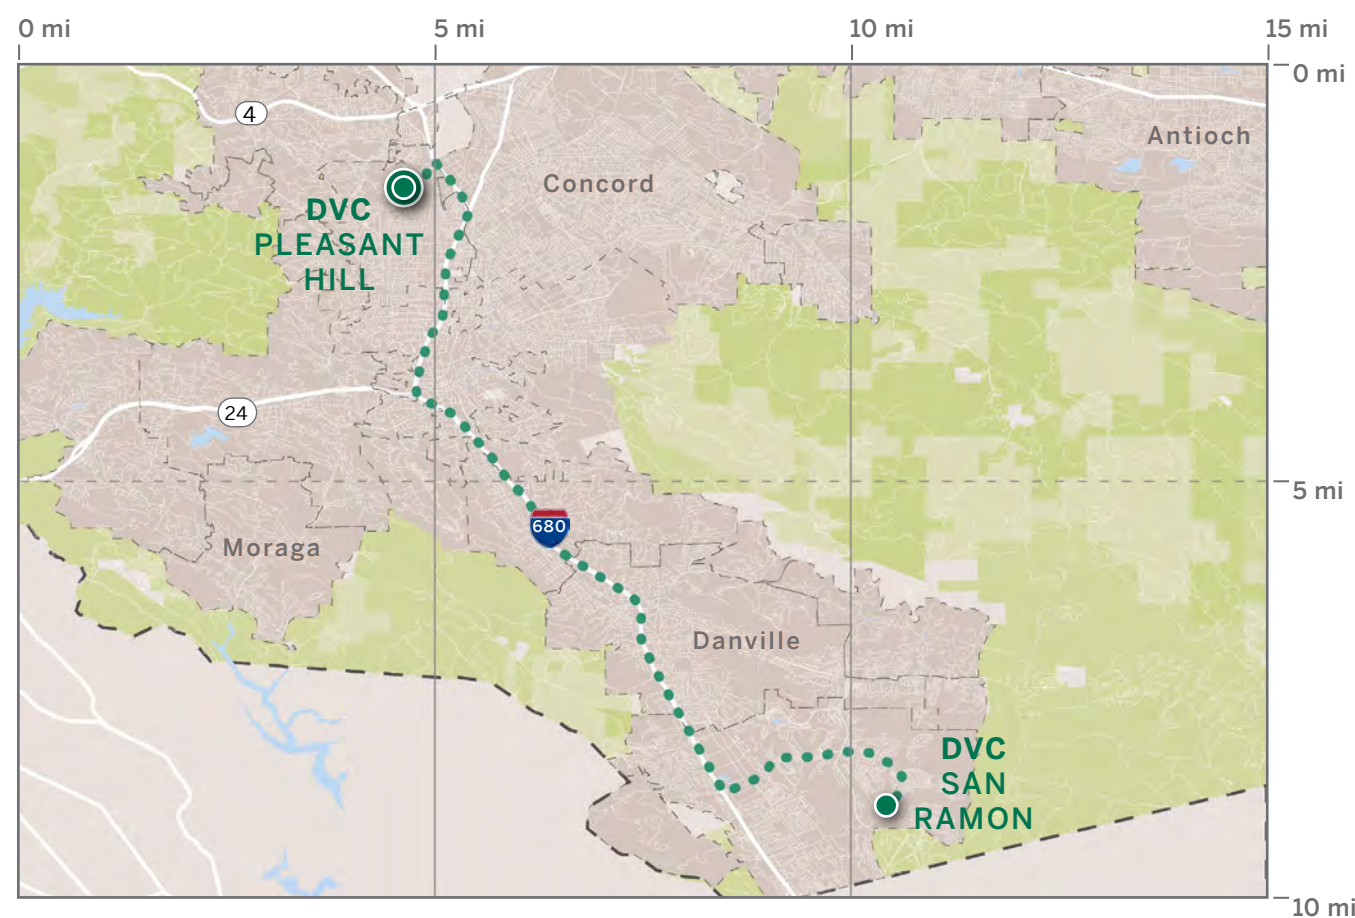 0 mi
5 mi
10 mi
15 mi
0 mi
4
Antioch
Concord
DVC
PLEASANT
HILL
24
5 mi
680
Moraga
Danville
DVC
SAN
RAMON
10 mi